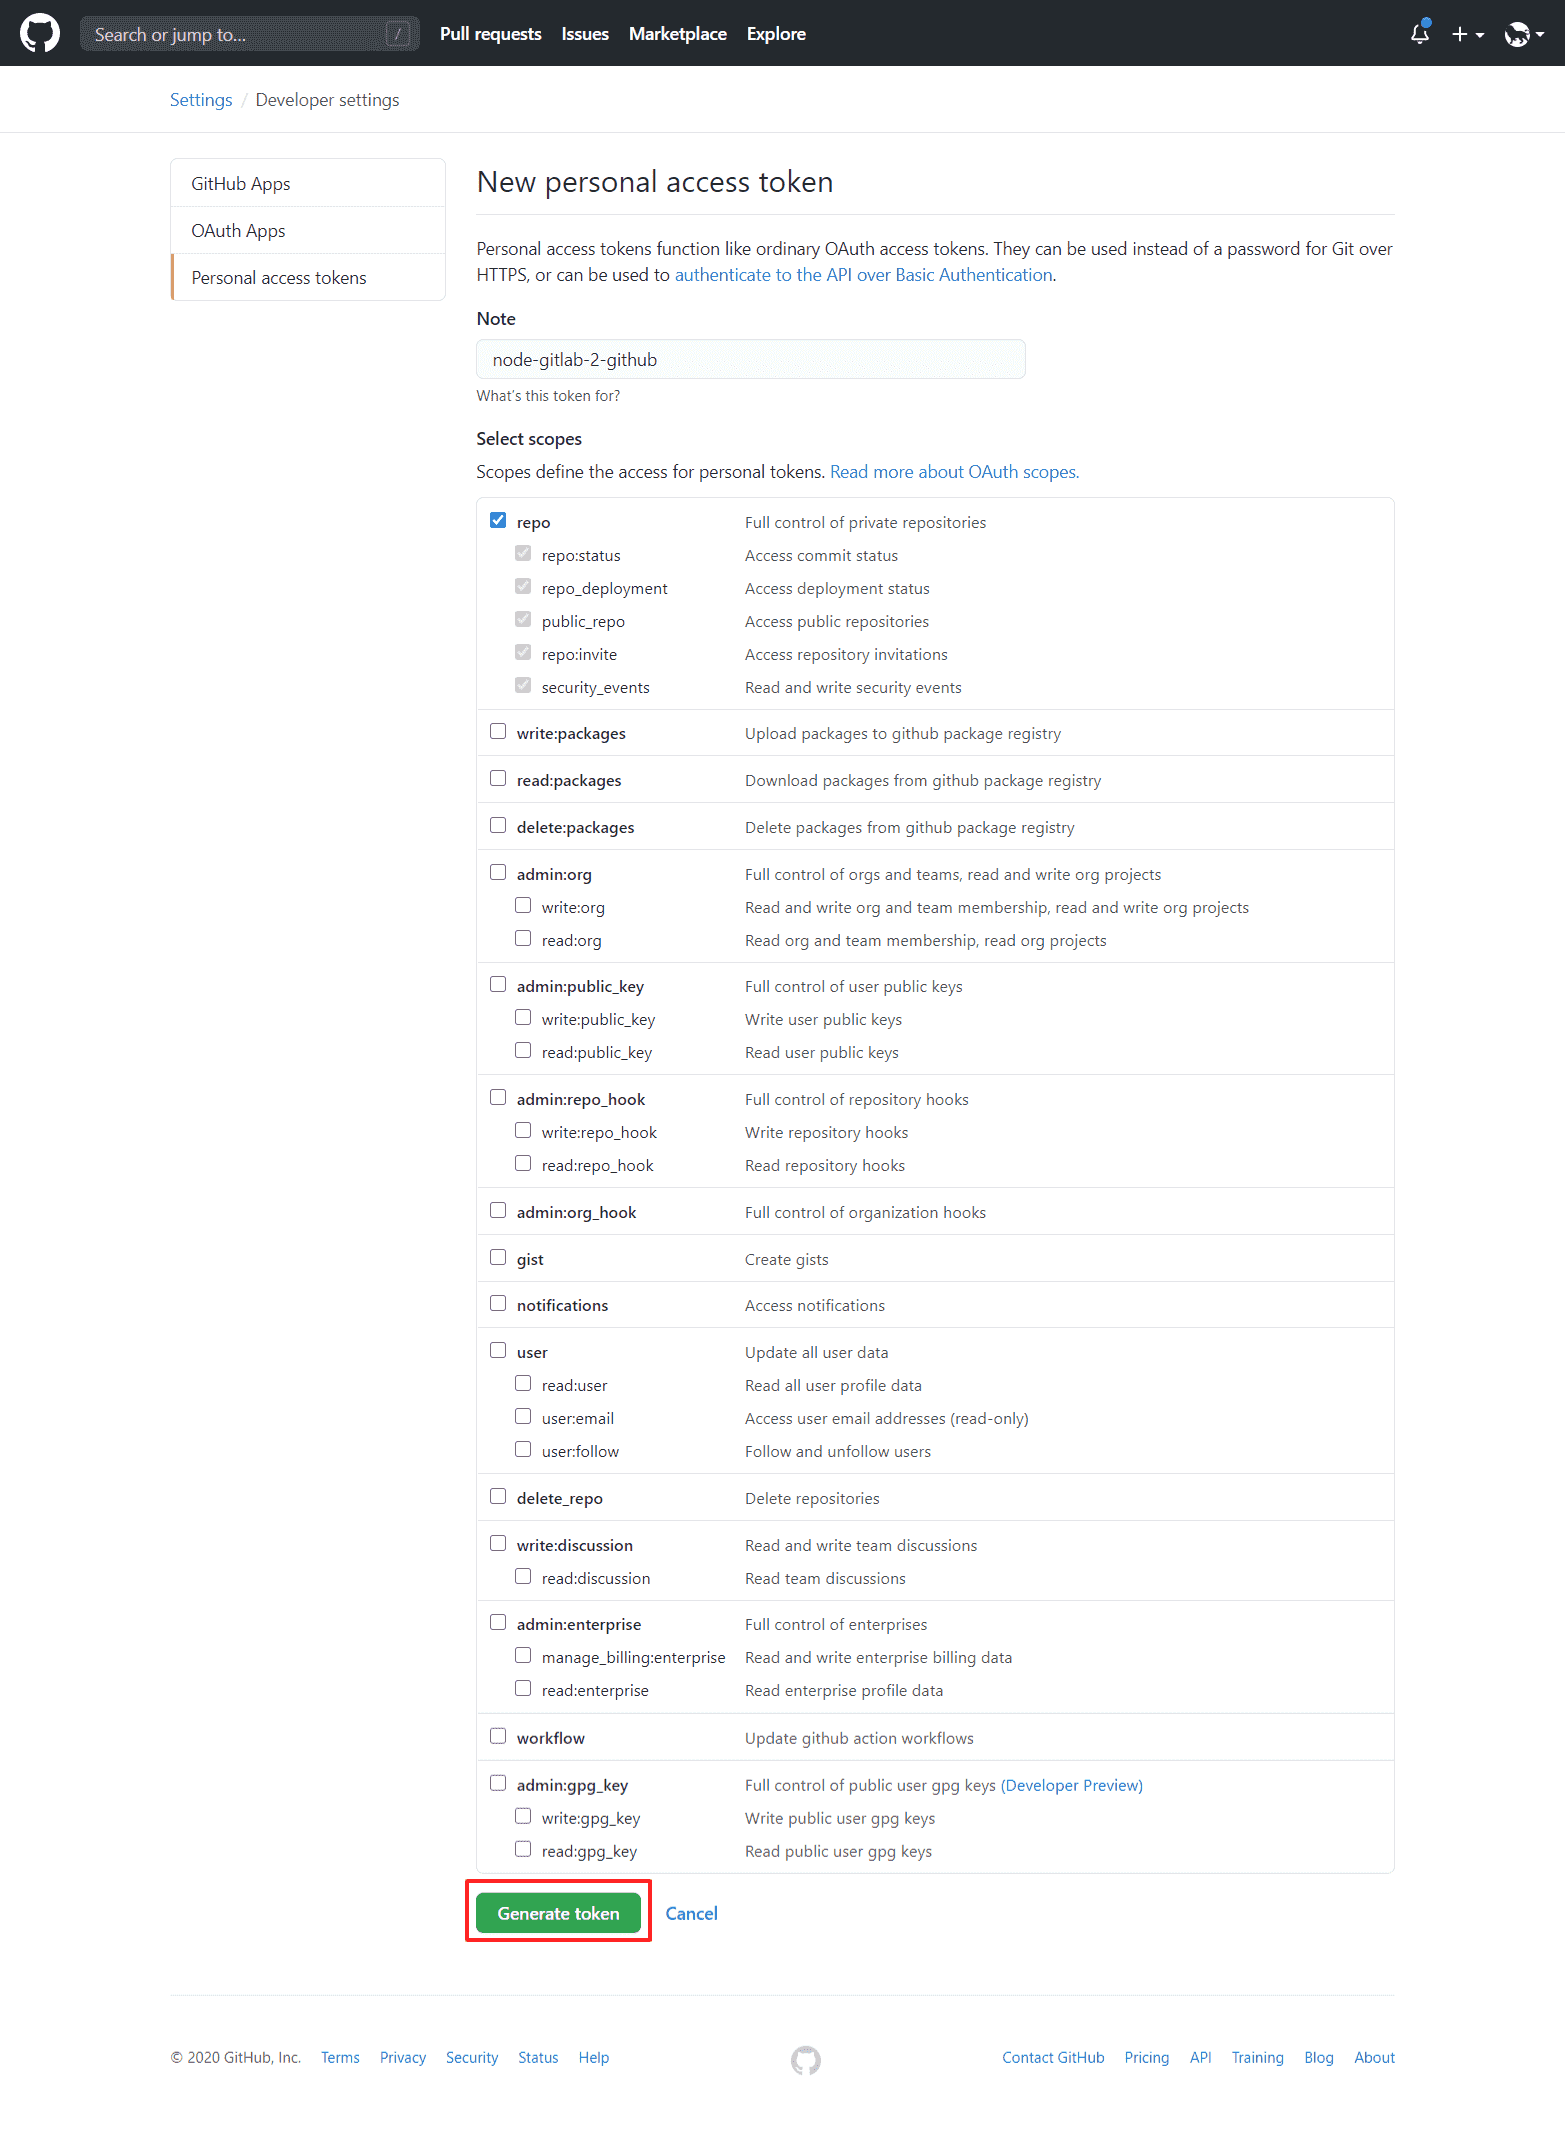 Search or jump to... /
Pull requests Issues Marketplace Explore
Settings / Developer settings
GitHub Apps
OAuth Apps
Personal access tokens
New personal access token
Personal access tokens function like ordinary OAuth access tokens. They can be used instead of a password for Git over
HTTPS, or can be used to authenticate to the API over Basic Authentication.
Note
node-gitlab-2-github
What's this token for?
Select scopes
Scopes define the access for personal tokens. Read more about OAuth scopes.
repo Full control of private repositories
repo:status Access commit status
repo_deployment Access deployment status
public_repo Access public repositories
repo:invite Access repository invitations
security_events Read and write security events
write:packages Upload packages to github package registry
read:packages Download packages from github package registry
delete:packages Delete packages from github package registry
admin:org Full control of orgs and teams, read and write org projects
write:org Read and write org and team membership, read and write org projects
read:org Read org and team membership, read org projects
admin:public_key Full control of user public keys
write:public_key Write user public keys
read:public_key Read user public keys
admin:repo_hook Full control of repository hooks
write:repo_hook Write repository hooks
read:repo_hook Read repository hooks
admin:org_hook Full control of organization hooks
gist Create gists
notifications Access notifications
user Update all user data
read:user Read all user profile data
user:email Access user email addresses (read-only)
user:follow Follow and unfollow users
delete_repo Delete repositories
write:discussion Read and write team discussions
read:discussion Read team discussions
admin:enterprise Full control of enterprises
manage_billing:enterprise Read and write enterprise billing data
read:enterprise Read enterprise profile data
workflow Update github action workflows
admin:gpg_key Full control of public user gpg keys (Developer Preview)
write:gpg_key Write public user gpg keys
read:gpg_key Read public user gpg keys
Generate token Cancel
© 2020 GitHub, Inc. Terms Privacy Security Status Help Contact GitHub Pricing API Training Blog About